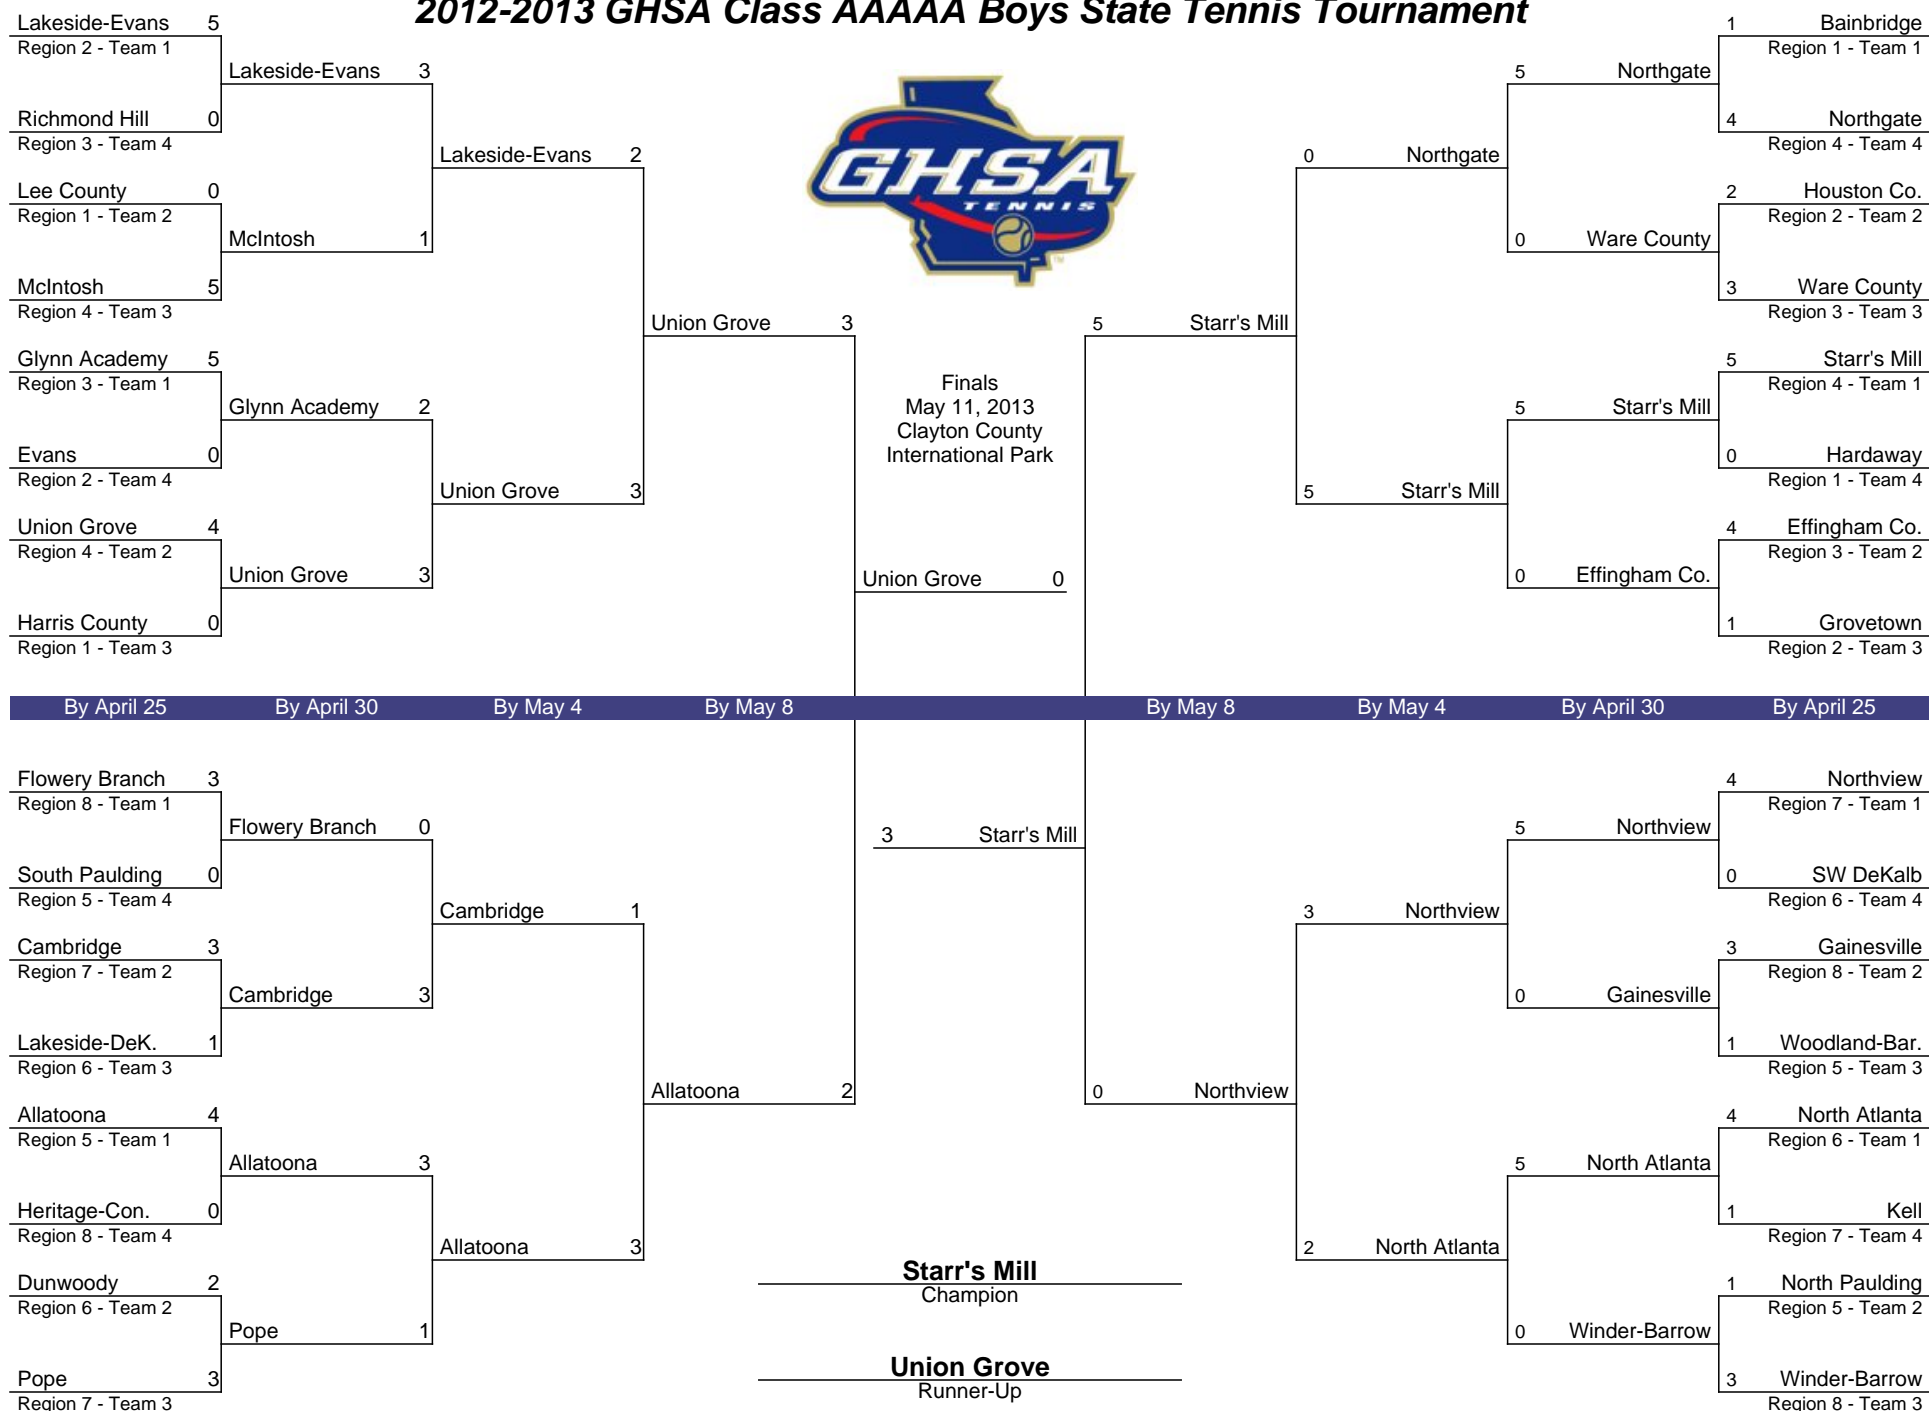 2012-2013 GHSA Class AAAAA Boys State Tennis Tournament
Lakeside-Evans 5
Region 2 - Team 1
Richmond Hill 0
Region 3 - Team 4
Lee County 0
Region 1 - Team 2
McIntosh 5
Region 4 - Team 3
Glynn Academy 5
Region 3 - Team 1
Evans 0
Region 2 - Team 4
Union Grove 4
Region 4 - Team 2
Harris County 0
Region 1 - Team 3
Lakeside-Evans 3
McIntosh 1
Glynn Academy 2
Union Grove 3
Lakeside-Evans 2
Union Grove 3
Union Grove 3
GHSA
TENNIS
TM
Finals
May 11, 2013
Clayton County
International Park
Union Grove 0
5 Starr's Mill
0 Northgate
5 Starr's Mill
5 Northgate
0 Ware County
5 Starr's Mill
0 Effingham Co.
1 Bainbridge
Region 1 - Team 1
4 Northgate
Region 4 - Team 4
2 Houston Co.
Region 2 - Team 2
3 Ware County
Region 3 - Team 3
5 Starr's Mill
Region 4 - Team 1
0 Hardaway
Region 1 - Team 4
4 Effingham Co.
Region 3 - Team 2
1 Grovetown
Region 2 - Team 3
By April 25 By April 30 By May 4 By May 8 By May 8 By May 4 By April 30 By April 25
Flowery Branch 3
Region 8 - Team 1
South Paulding 0
Region 5 - Team 4
Cambridge 3
Region 7 - Team 2
Lakeside-DeK. 1
Region 6 - Team 3
Allatoona 4
Region 5 - Team 1
Heritage-Con. 0
Region 8 - Team 4
Dunwoody 2
Region 6 - Team 2
Pope 3
Region 7 - Team 3
Flowery Branch 0
Cambridge 3
Allatoona 3
Pope 1
Cambridge 1
Allatoona 3
Allatoona 2
3 Starr's Mill
0 Northview
3 Northview
2 North Atlanta
5 Northview
0 Gainesville
5 North Atlanta
0 Winder-Barrow
4 Northview
Region 7 - Team 1
0 SW DeKalb
Region 6 - Team 4
3 Gainesville
Region 8 - Team 2
1 Woodland-Bar.
Region 5 - Team 3
4 North Atlanta
Region 6 - Team 1
1 Kell
Region 7 - Team 4
1 North Paulding
Region 5 - Team 2
3 Winder-Barrow
Region 8 - Team 3
Starr's Mill
Champion
Union Grove
Runner-Up